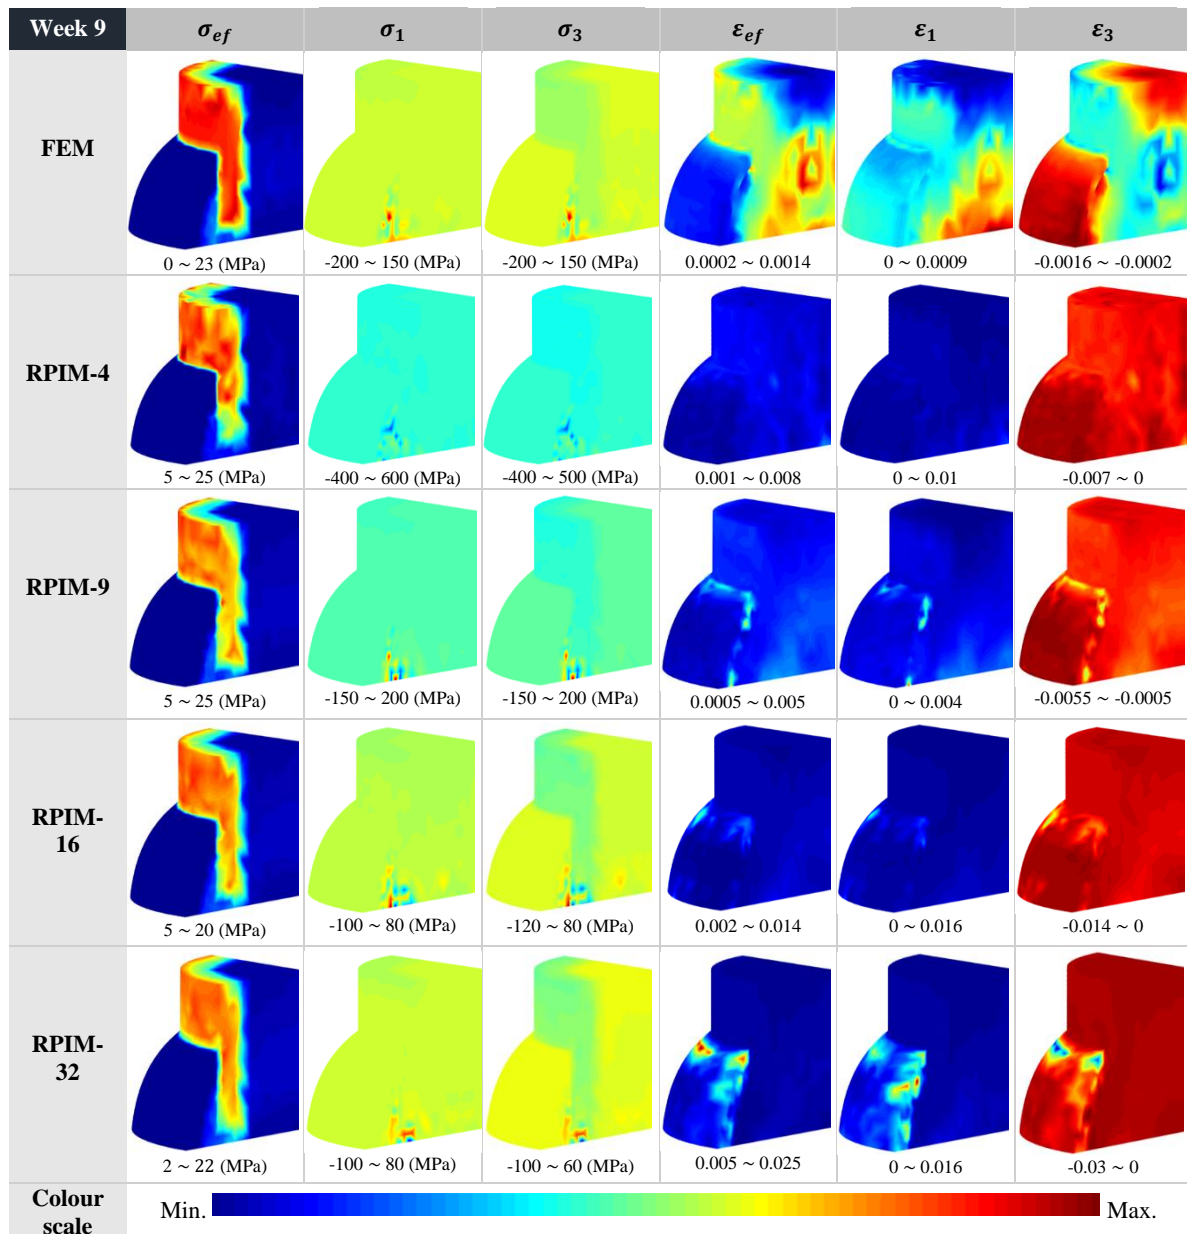 Week 9 σef σ1 σ3 εef ε1 ε3
FEM
0 ~ 23 (MPa) -200 ~ 150 (MPa) -200 ~ 150 (MPa) 0.0002 ~ 0.0014 0 ~ 0.0009 -0.0016 ~ -0.0002
RPIM-4
5 ~ 25 (MPa) -400 ~ 600 (MPa) -400 ~ 500 (MPa) 0.001 ~ 0.008 0 ~ 0.01 -0.007 ~ 0
RPIM-9
5 ~ 25 (MPa) -150 ~ 200 (MPa) -150 ~ 200 (MPa) 0.0005 ~ 0.005 0 ~ 0.004 -0.0055 ~ -0.0005
RPIM-
16
5 ~ 20 (MPa) -100 ~ 80 (MPa) -120 ~ 80 (MPa) 0.002 ~ 0.014 0 ~ 0.016 -0.014 ~ 0
RPIM-
32
2 ~ 22 (MPa) -100 ~ 80 (MPa) -100 ~ 60 (MPa) 0.005 ~ 0.025 0 ~ 0.016 -0.03 ~ 0
Colour
scale
Min. Max.